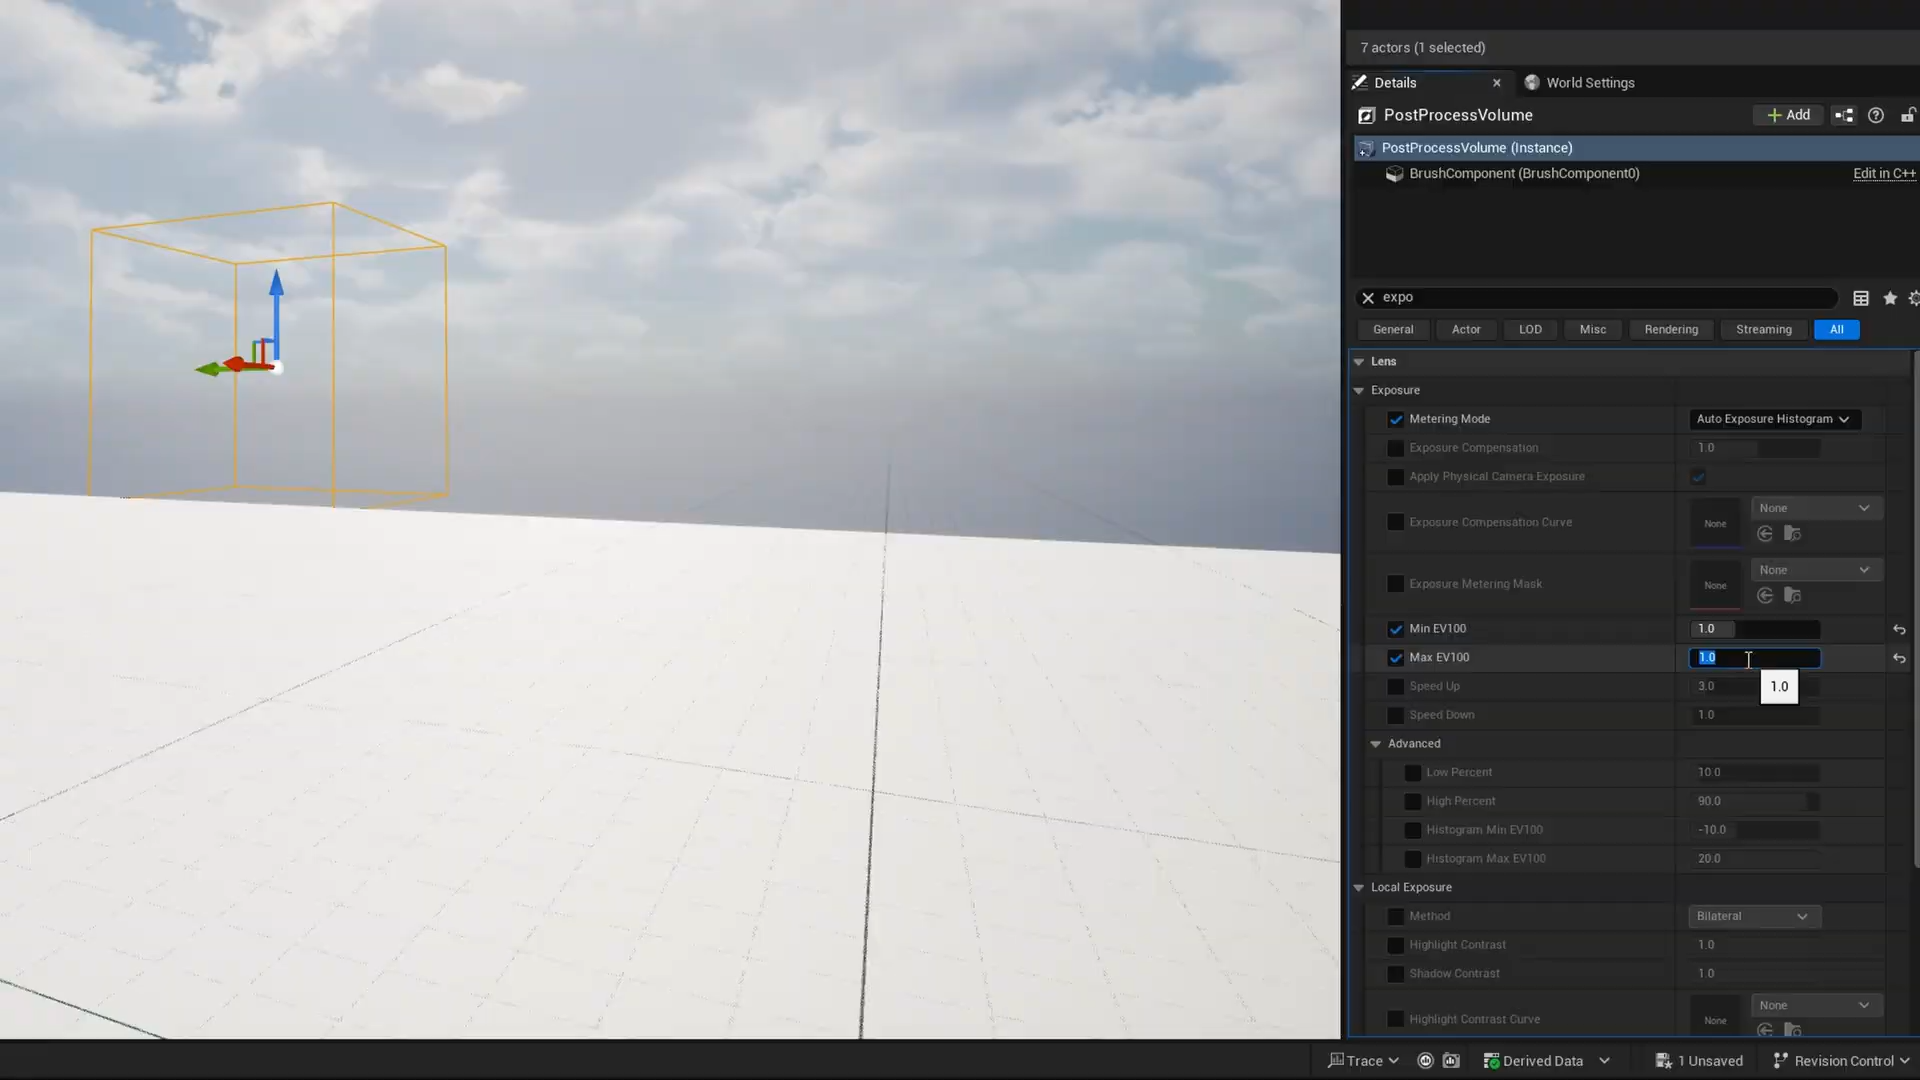 7 actors (1 selected)
Details
World Settings
PostProcessVolume
Add
PostProcessVolume (Instance)
BrushComponent (BrushComponent0)
Edit in C++
expo
General
Actor
LOD
Misc
Rendering
Streaming
All
Lens
Exposure
Metering Mode
Auto Exposure Histogram
Exposure Compensation
1.0
Apply Physical Camera Exposure
Exposure Compensation Curve
None
None
Exposure Metering Mask
None
None
Min EV100
1.0
Max EV100
1.0
Speed Up
3.0
1.0
Speed Down
1.0
Advanced
Low Percent
10.0
High Percent
90.0
Histogram Min EV100
-10.0
Histogram Max EV100
20.0
Local Exposure
Method
Bilateral
Highlight Contrast
1.0
Shadow Contrast
1.0
Highlight Contrast Curve
None
None
Trace
Derived Data
1 Unsaved
Revision Control